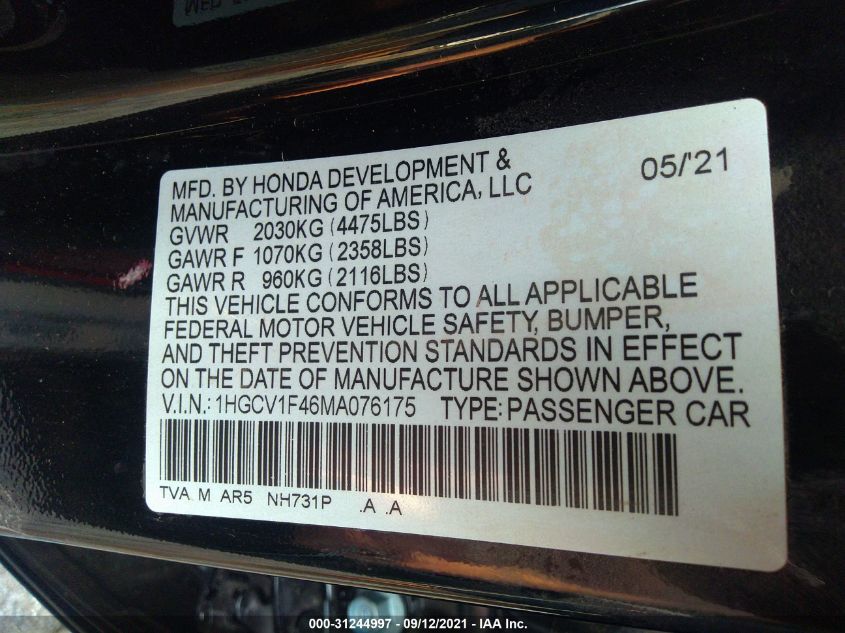 MFD. BY HONDA DEVELOPMENT & 05/'21
MANUFACTURING OF AMERICA, LLC
GVWR 2030KG (4475LBS)
GAWR F 1070KG (2358LBS)
GAWR R 960KG (2116LBS)
THIS VEHICLE CONFORMS TO ALL APPLICABLE
FEDERAL MOTOR VEHICLE SAFETY, BUMPER,
AND THEFT PREVENTION STANDARDS IN EFFECT
ON THE DATE OF MANUFACTURE SHOWN ABOVE.
V.I.N.: 1HGCV1F46MA076175 TYPE: PASSENGER CAR
TVA M AR5 NH731P .A .A
000-31244997 - 09/12/2021 - IAA Inc.